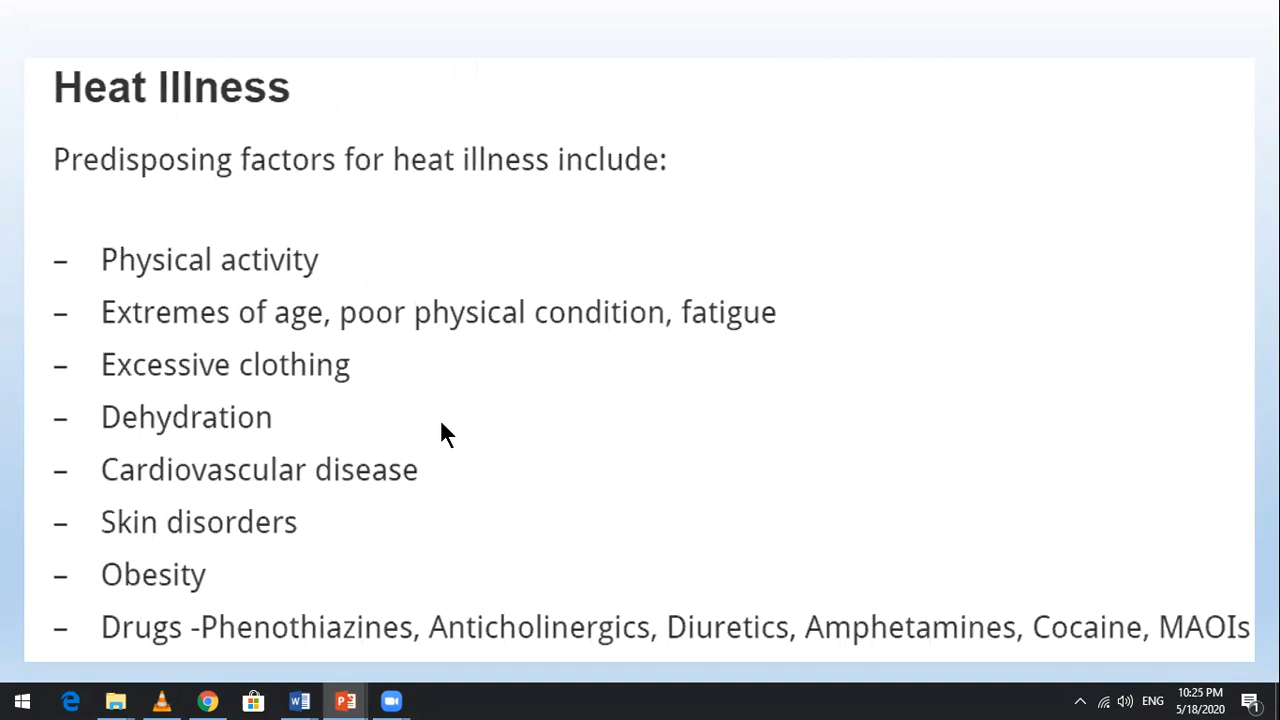 Heat Illness
Predisposing factors for heat illness include:
– Physical activity
– Extremes of age, poor physical condition, fatigue
– Excessive clothing
– Dehydration
– Cardiovascular disease
– Skin disorders
– Obesity
– Drugs -Phenothiazines, Anticholinergics, Diuretics, Amphetamines, Cocaine, MAOIs
ENG
10:25 PM
5/18/2020
1